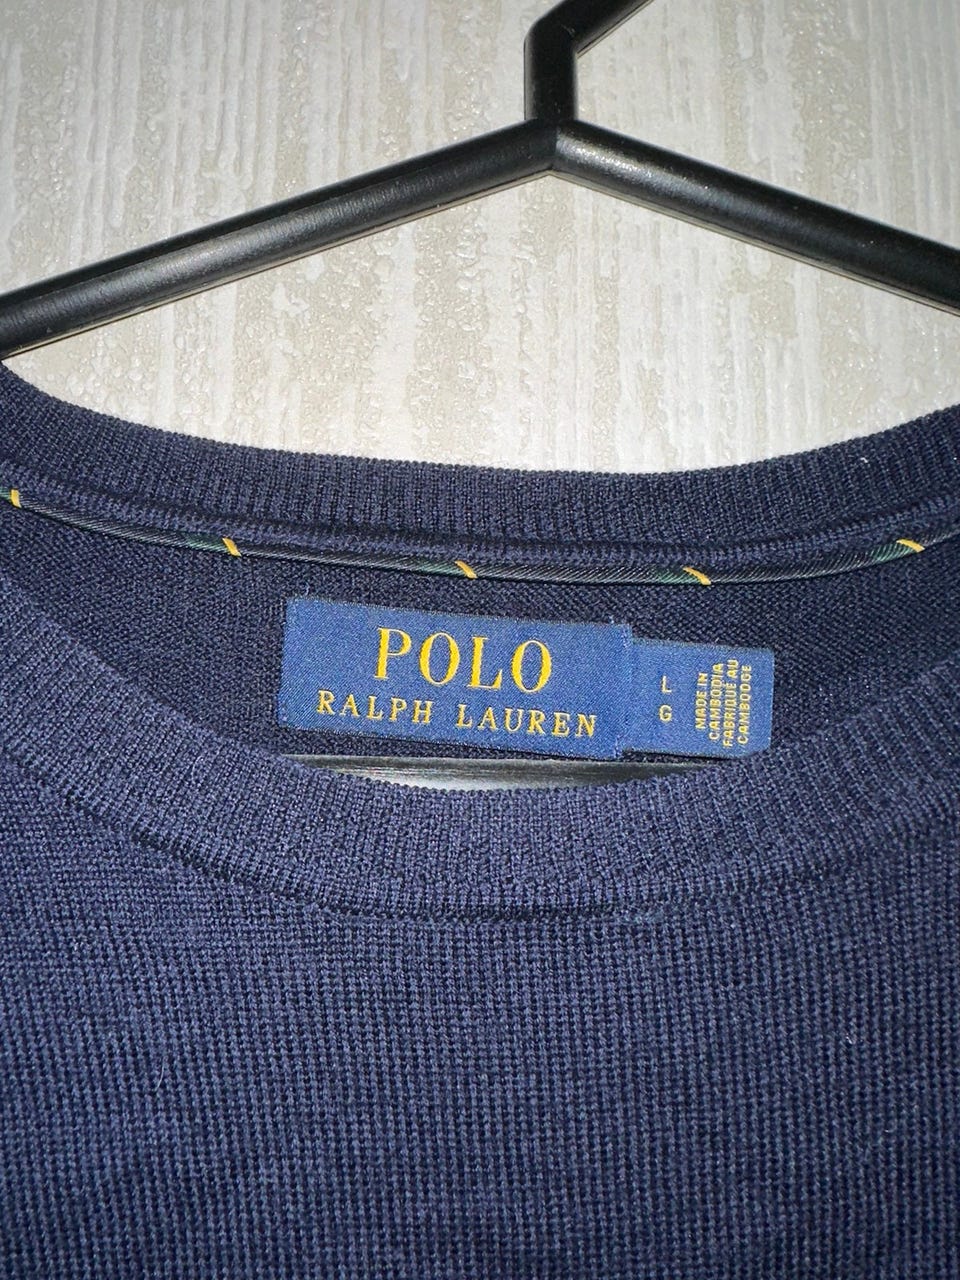 POLO
RALPH LAUREN
L
G
MADE IN
CAMBODIA
FABRIQUÉ AU
CAMBODGE